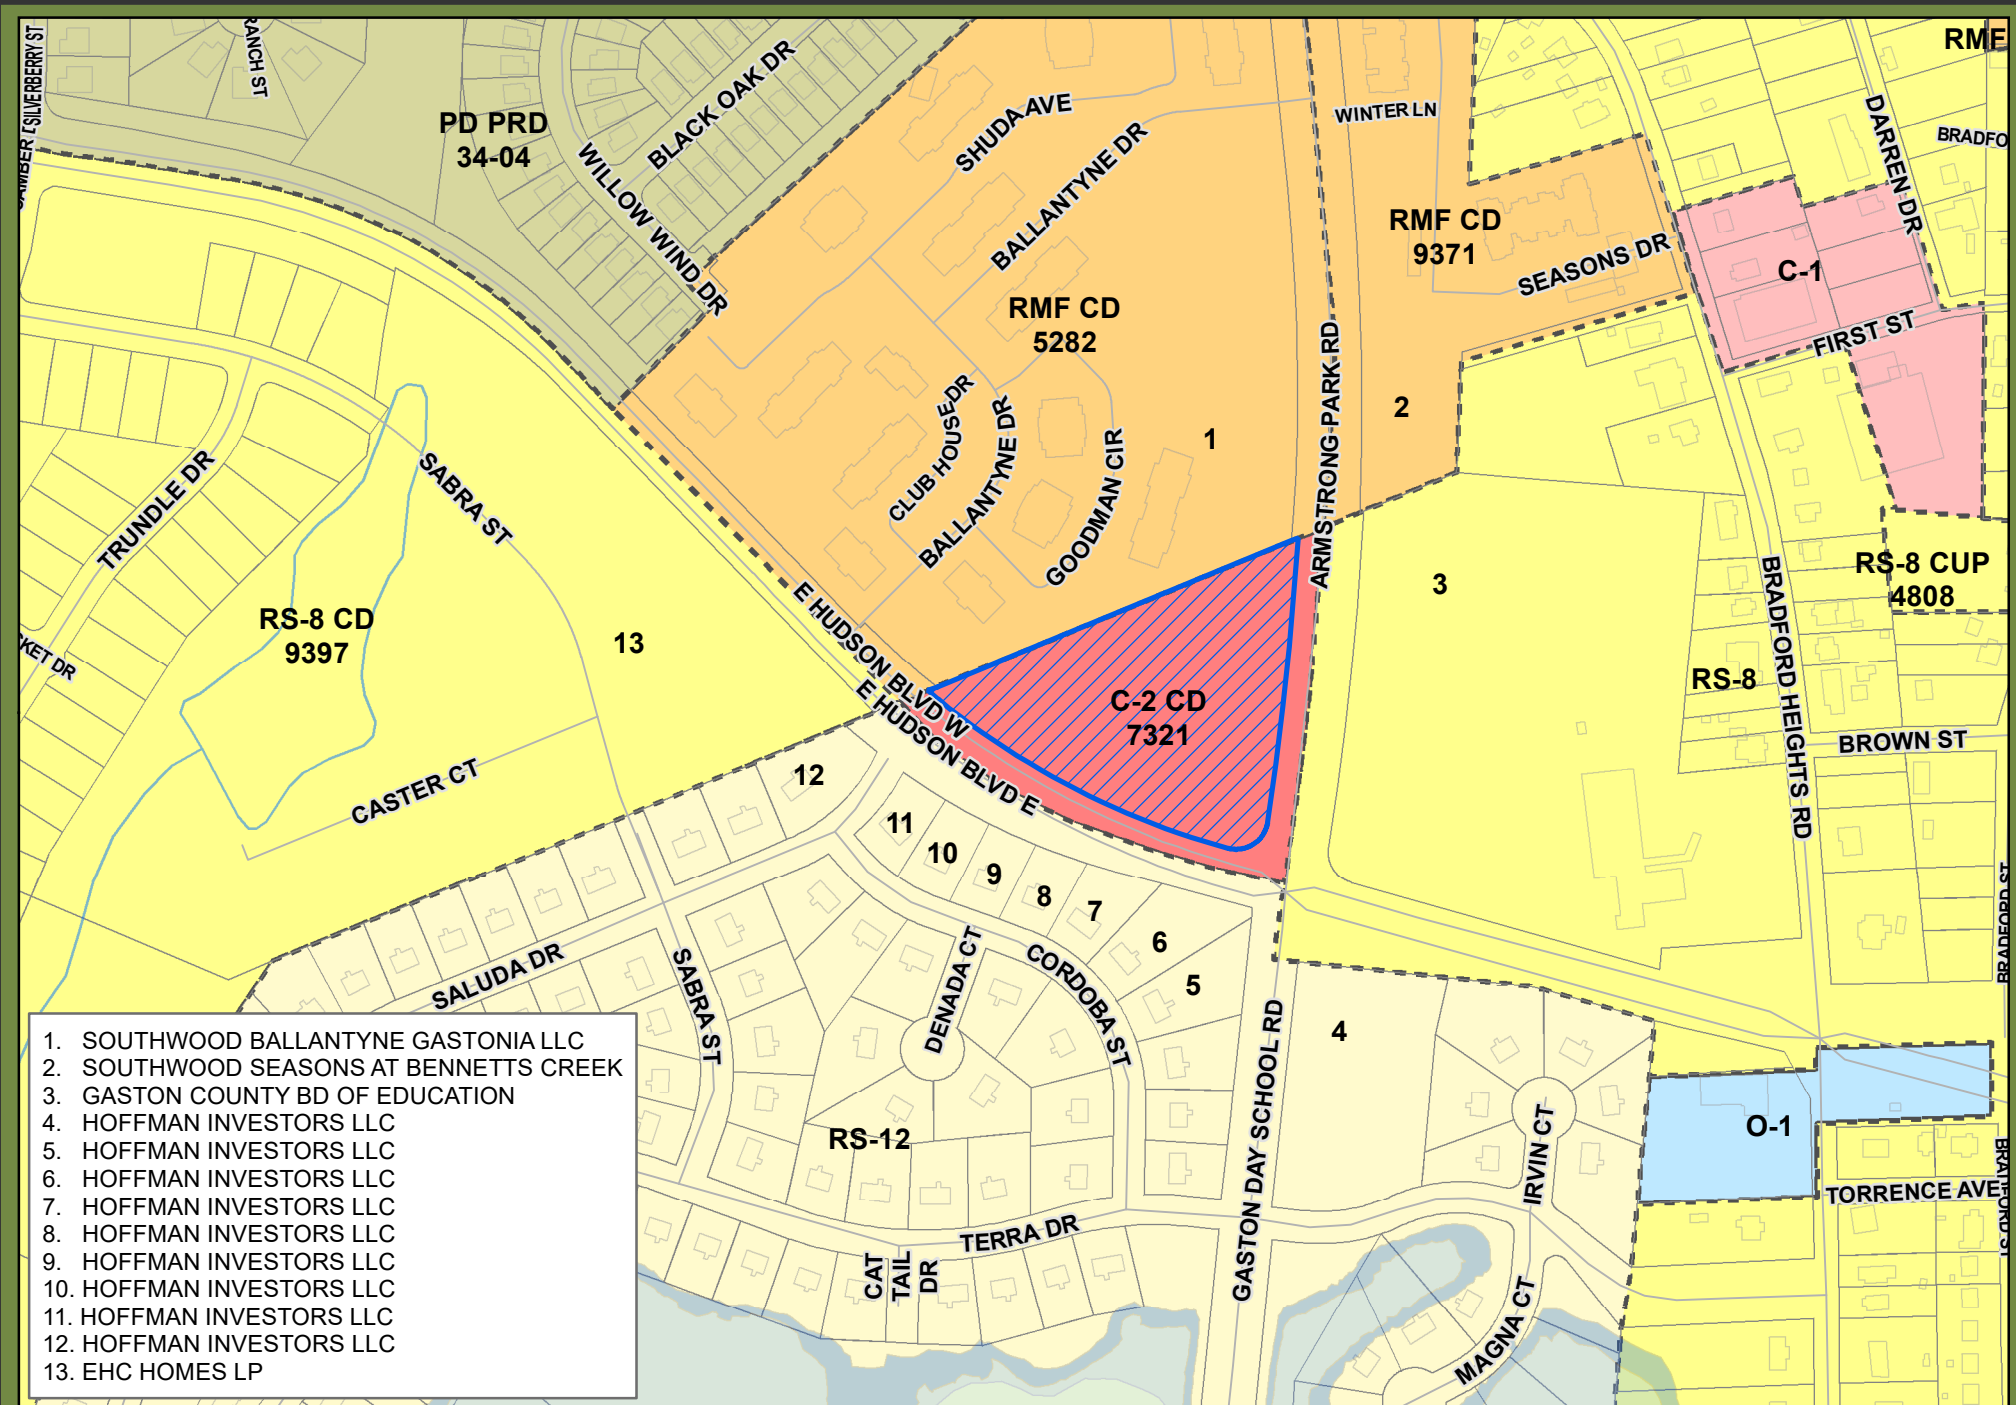 SILVERBERRY ST
RANCH ST
PD PRD
34-04
BLACK OAK DR
WILLOW WIND DR
SHUDA AVE
BALLANTYNE DR
WINTER LN
RMF
DARREN DR
BRADFO
RMF CD
9371
SEASONS DR
C-1
FIRST ST
RMF CD
5282
ARMSTRONG PARK RD
1
2
CLUB HOUSE DR
BALLANTYNE DR
GOODMAN CIR
TRUNDLE DR
SABRA ST
RS-8 CD
9397
13
KET DR
E HUDSON BLVD W
E HUDSON BLVD E
C-2 CD
7321
3
RS-8 CUP
4808
RS-8
BRADFORD HEIGHTS RD
BROWN ST
CASTER CT
12
11
10
9
8
7
6
5
4
BRADFORD ST
SALUDA DR
SABRA ST
DENADA CT
CORDOBA ST
RS-12
GASTON DAY SCHOOL RD
IRVIN CT
O-1
TORRENCE AVE
TERRA DR
CAT
TAIL
DR
MAGNA CT
1. SOUTHWOOD BALLANTYNE GASTONIA LLC
2. SOUTHWOOD SEASONS AT BENNETTS CREEK
3. GASTON COUNTY BD OF EDUCATION
4. HOFFMAN INVESTORS LLC
5. HOFFMAN INVESTORS LLC
6. HOFFMAN INVESTORS LLC
7. HOFFMAN INVESTORS LLC
8. HOFFMAN INVESTORS LLC
9. HOFFMAN INVESTORS LLC
10. HOFFMAN INVESTORS LLC
11. HOFFMAN INVESTORS LLC
12. HOFFMAN INVESTORS LLC
13. EHC HOMES LP